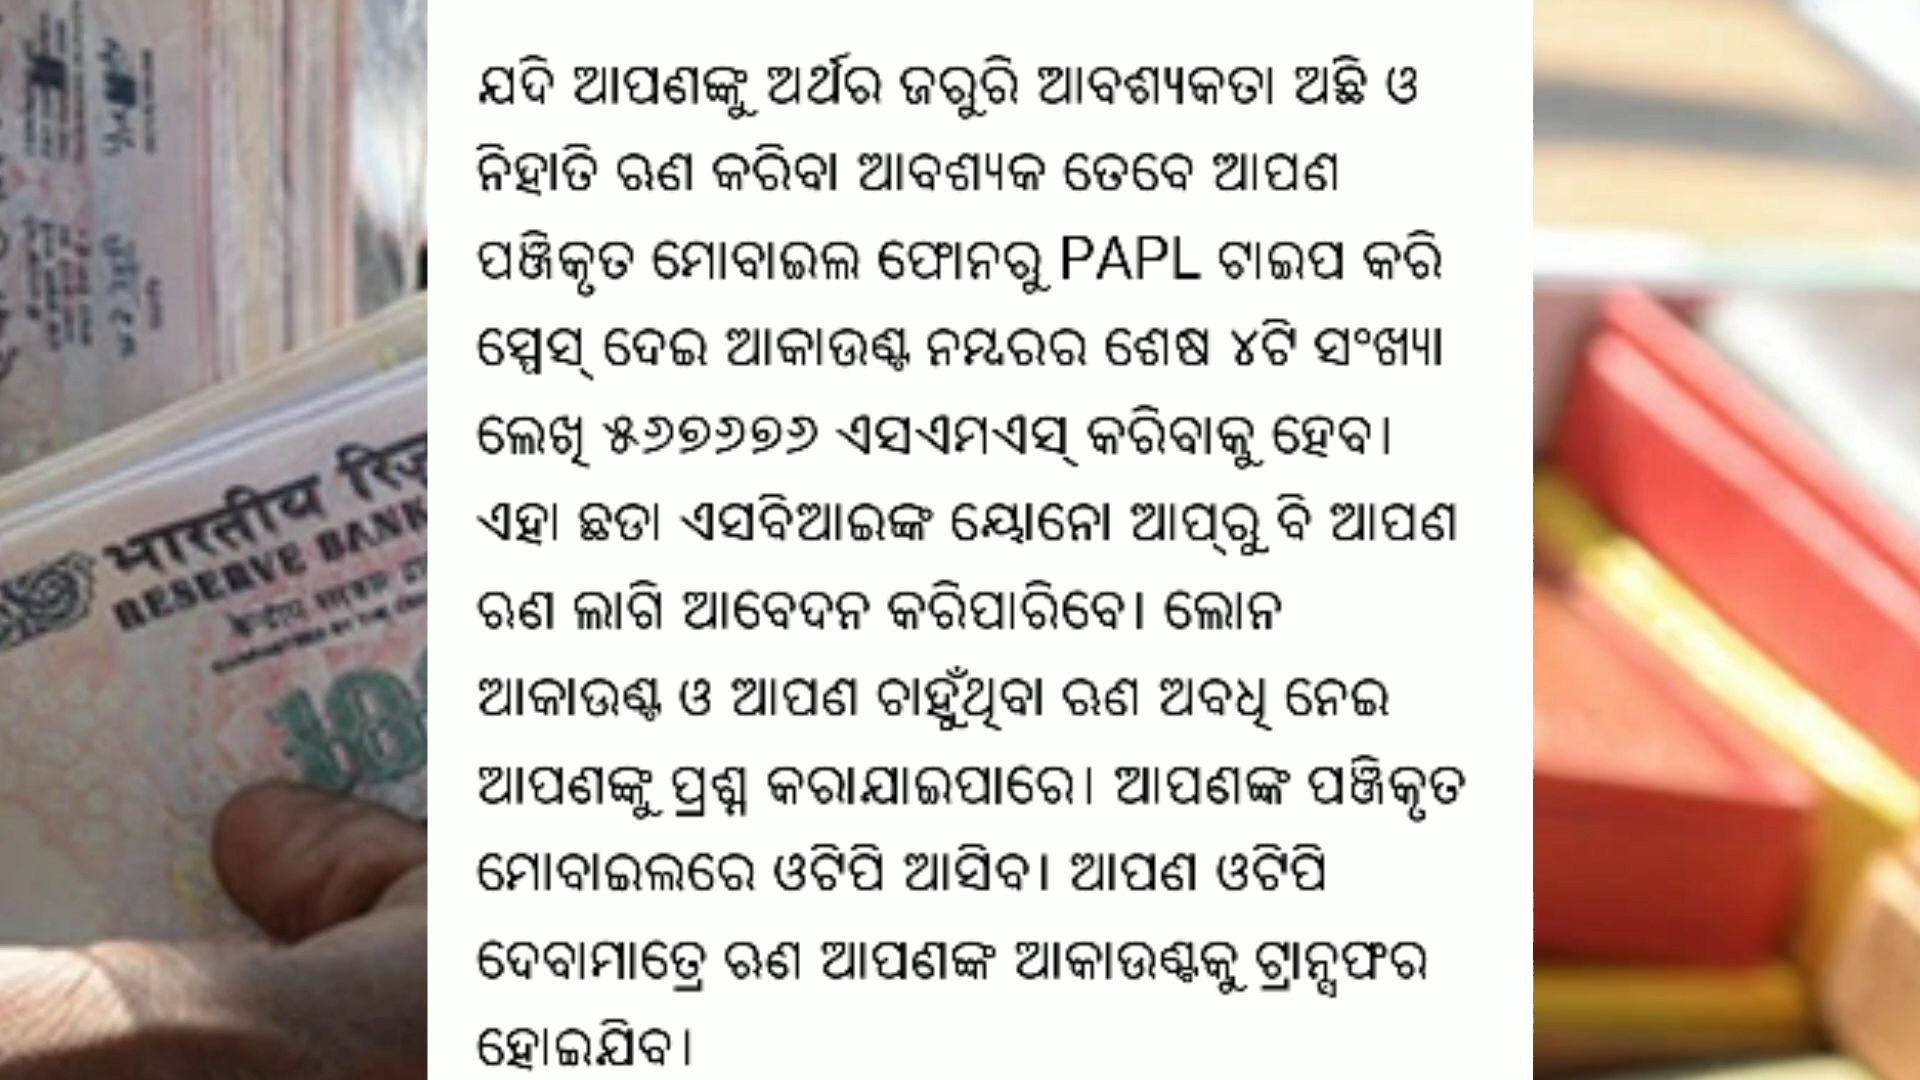 ଯଦି ଆପଣଙ୍କୁ ଅର୍ଥର ଜରୁରି ଆବଶ୍ୟକତା ଅଛି ଓ
ନିହାତି ଋଣ କରିବା ଆବଶ୍ୟକ ତେବେ ଆପଣ
ପଞ୍ଜିକୃତ ମୋବାଇଲ ଫୋନରୁ PAPL ଟାଇପ କରି
ସ୍ପେସ୍ ଦେଇ ଆକାଉଣ୍ଟ ନମ୍ବରର ଶେଷ ୪ଟି ସଂଖ୍ୟା
ଲେଖି ୫୬୭୬୭୬ ଏସଏମଏସ୍ କରିବାକୁ ହେବ।
ଏହା ଛଡା ଏସବିଆଇଙ୍କ ୟୋନୋ ଆପ୍‌ରୁ ବି ଆପଣ
ଋଣ ଲାଗି ଆବେଦନ କରିପାରିବେ। ଲୋନ
ଆକାଉଣ୍ଟ ଓ ଆପଣ ଚାହୁଁଥିବା ଋଣ ଅବଧି ନେଇ
ଆପଣଙ୍କୁ ପ୍ରଶ୍ନ କରାଯାଇପାରେ। ଆପଣଙ୍କ ପଞ୍ଜିକୃତ
ମୋବାଇଲରେ ଓଟିପି ଆସିବ। ଆପଣ ଓଟିପି
ଦେବାମାତ୍ରେ ଋଣ ଆପଣଙ୍କ ଆକାଉଣ୍ଟକୁ ଟ୍ରାନ୍ସଫର
ହୋଇଯିବ।
भारतीय रिज़
RESERVE BANK